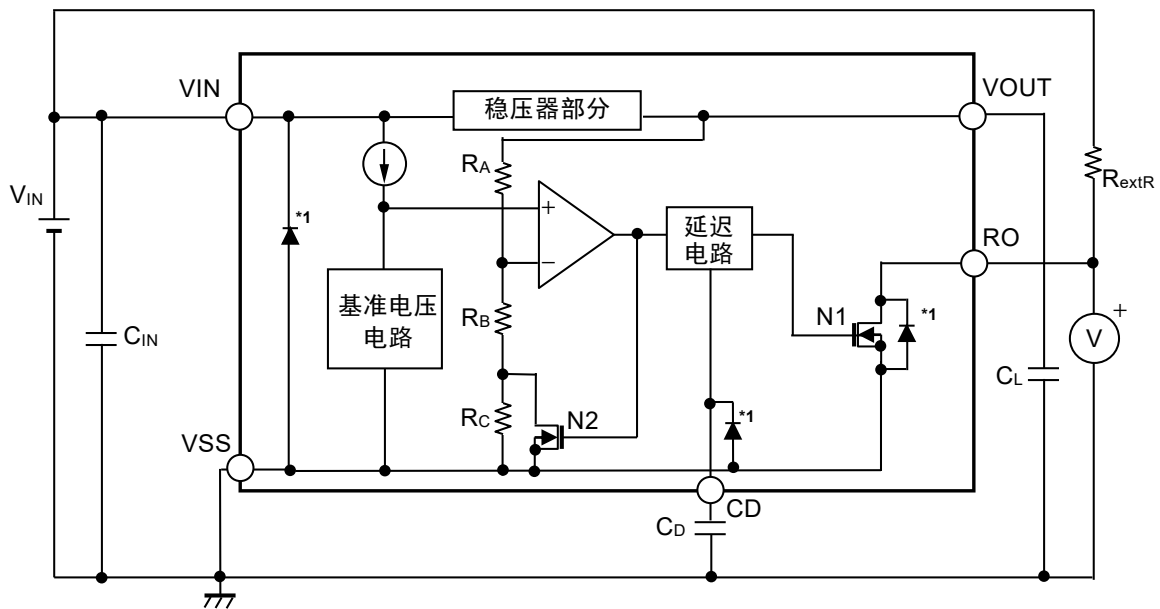 VIN
稳压器部分
VOUT
RA
RextR
VIN
*1
+
−
延迟
电路
RO
基准电压
电路
RB
N1
*1
+
V
CIN
CL
RC
N2
*1
VSS
CD
CD